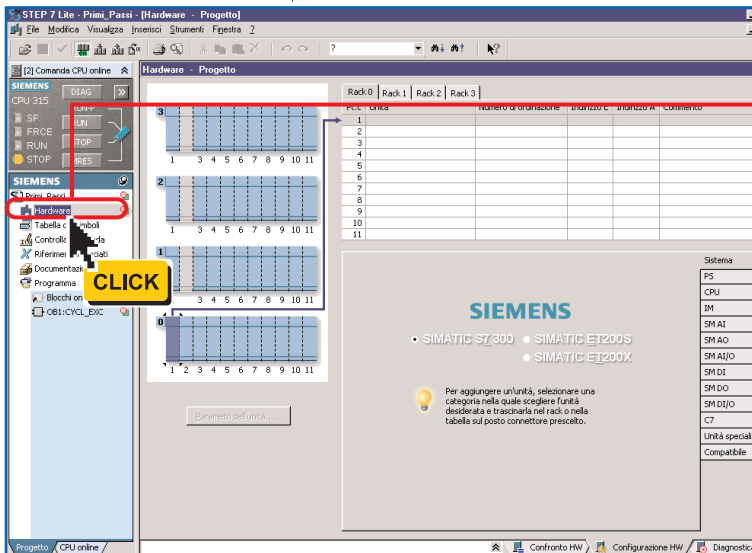 STEP 7 Lite - Primi_Passi - [Hardware - Progetto]
File Modifica Visualizza Inserisci Strumenti Finestra ?
?
[2] Comando CPU online
Hardware - Progetto
SIEMENS
CPU 315
DIAG
RUN-P
SF
RUN
FRCE
STOP
RUN
MRES
STOP
SIEMENS
Primi_Passi
Hardware
Tabella
Documentazi
Programma
Blocchi
OB1:CYCL_EXC
CLICK
3
1 3 4 5 6 7 8 9 10 11
2
1 3 4 5 6 7 8 9 10 11
1
3 4 5 6 7 8 9 10 11
0
1 2 3 4 5 6 7 8 9 10 11
Parametri dell'unità...
Rack 0 Rack 1 Rack 2 Rack 3
Unità Numero di ordinazione Indirizzo E Indirizzo A Commento
1
2
3
4
5
6
7
8
9
10
11
SIEMENS
SIMATIC S7 300 SIMATIC ET200S
SIMATIC ET200X
Per aggiungere un'unità, selezionare una
categoria nella quale scegliere l'unità
desiderata e trascinarla nel rack o nella
tabella sul posto connettore prescelto.
Sistema
PS
CPU
IM
SM AI
SM AO
SM AI/O
SM DI
SM DO
SM DI/O
C7
Unità speciali
Compatibile
Progetto CPU online
Confronto HW Configurazione HW Diagnostic